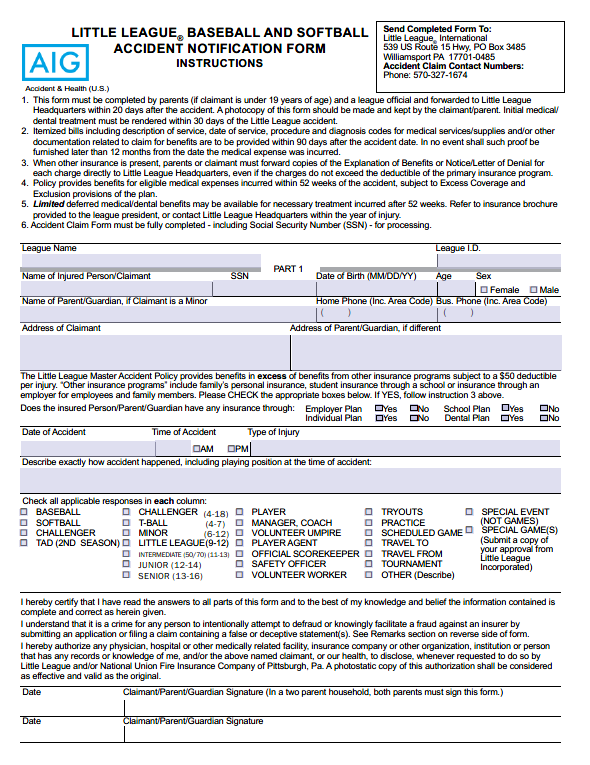 LITTLE LEAGUE® BASEBALL AND SOFTBALL
ACCIDENT NOTIFICATION FORM
INSTRUCTIONS
AIG
Accident & Health (U.S.)
Send Completed Form To:
Little League® International
539 US Route 15 Hwy, PO Box 3485
Williamsport PA 17701-0485
Accident Claim Contact Numbers:
Phone: 570-327-1674
1. This form must be completed by parents (if claimant is under 19 years of age) and a league official and forwarded to Little League
Headquarters within 20 days after the accident. A photocopy of this form should be made and kept by the claimant/parent. Initial medical/
dental treatment must be rendered within 30 days of the Little League accident.
2. Itemized bills including description of service, date of service, procedure and diagnosis codes for medical services/supplies and/or other
documentation related to claim for benefits are to be provided within 90 days after the accident date. In no event shall such proof be
furnished later than 12 months from the date the medical expense was incurred.
3. When other insurance is present, parents or claimant must forward copies of the Explanation of Benefits or Notice/Letter of Denial for
each charge directly to Little League Headquarters, even if the charges do not exceed the deductible of the primary insurance program.
4. Policy provides benefits for eligible medical expenses incurred within 52 weeks of the accident, subject to Excess Coverage and
Exclusion provisions of the plan.
5. Limited deferred medical/dental benefits may be available for necessary treatment incurred after 52 weeks. Refer to insurance brochure
provided to the league president, or contact Little League Headquarters within the year of injury.
6. Accident Claim Form must be fully completed - including Social Security Number (SSN) - for processing.
League Name
League I.D.
PART 1
Name of Injured Person/Claimant SSN Date of Birth (MM/DD/YY) Age Sex
Female Male
Name of Parent/Guardian, if Claimant is a Minor Home Phone (Inc. Area Code) Bus. Phone (Inc. Area Code)
( ) ( )
Address of Claimant Address of Parent/Guardian, if different
The Little League Master Accident Policy provides benefits in excess of benefits from other insurance programs subject to a $50 deductible
per injury. “Other insurance programs” include family’s personal insurance, student insurance through a school or insurance through an
employer for employees and family members. Please CHECK the appropriate boxes below. If YES, follow instruction 3 above.
Does the insured Person/Parent/Guardian have any insurance through: Employer Plan Yes No School Plan Yes No
Individual Plan Yes No Dental Plan Yes No
Date of Accident Time of Accident Type of Injury
AM PM
Describe exactly how accident happened, including playing position at the time of accident:
Check all applicable responses in each column:
BASEBALL
SOFTBALL
CHALLENGER
TAD (2ND SEASON)
CHALLENGER (4-18)
T-BALL (4-7)
MINOR (6-12)
LITTLE LEAGUE(9-12)
INTERMEDIATE (50/70) (11-13)
JUNIOR (12-14)
SENIOR (13-16)
PLAYER
MANAGER, COACH
VOLUNTEER UMPIRE
PLAYER AGENT
OFFICIAL SCOREKEEPER
SAFETY OFFICER
VOLUNTEER WORKER
TRYOUTS
PRACTICE
SCHEDULED GAME
TRAVEL TO
TRAVEL FROM
TOURNAMENT
OTHER (Describe)
SPECIAL EVENT
(NOT GAMES)
SPECIAL GAME(S)
(Submit a copy of
your approval from
Little League
Incorporated)
I hereby certify that I have read the answers to all parts of this form and to the best of my knowledge and belief the information contained is
complete and correct as herein given.
I understand that it is a crime for any person to intentionally attempt to defraud or knowingly facilitate a fraud against an insurer by
submitting an application or filing a claim containing a false or deceptive statement(s). See Remarks section on reverse side of form.
I hereby authorize any physician, hospital or other medically related facility, insurance company or other organization, institution or person
that has any records or knowledge of me, and/or the above named claimant, or our health, to disclose, whenever requested to do so by
Little League and/or National Union Fire Insurance Company of Pittsburgh, Pa. A photostatic copy of this authorization shall be considered
as effective and valid as the original.
Date Claimant/Parent/Guardian Signature (In a two parent household, both parents must sign this form.)
Date Claimant/Parent/Guardian Signature